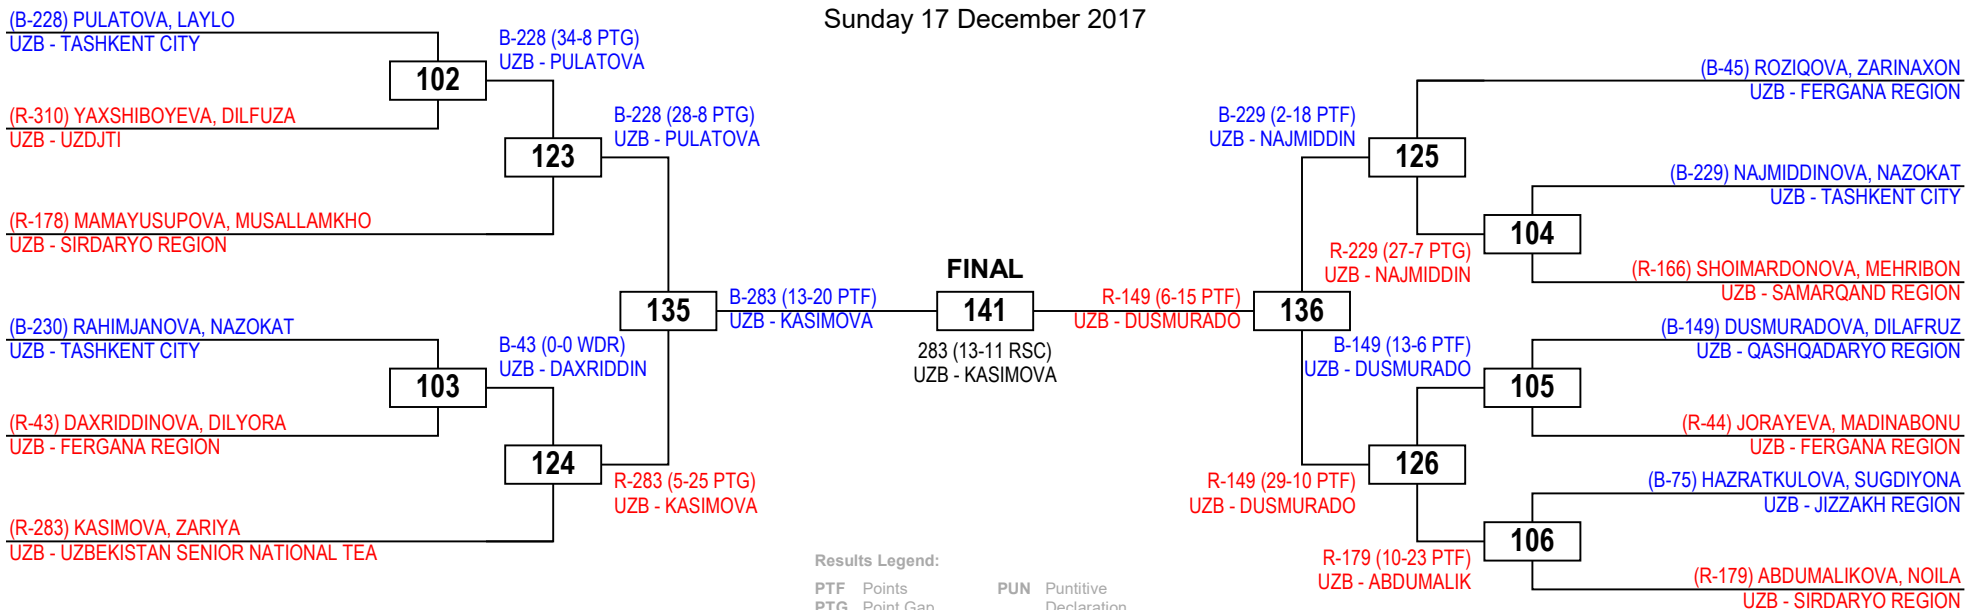 Sunday 17 December 2017
(B-228) PULATOVA, LAYLO
UZB - TASHKENT CITY
102
(R-310) YAXSHIBOYEVA, DILFUZA
UZB - UZDJTI
B-228 (34-8 PTG)
UZB - PULATOVA
123
(R-178) MAMAYUSUPOVA, MUSALLAMKHO
UZB - SIRDARYO REGION
B-228 (28-8 PTG)
UZB - PULATOVA
135
(B-230) RAHIMJANOVA, NAZOKAT
UZB - TASHKENT CITY
103
(R-43) DAXRIDDINOVA, DILYORA
UZB - FERGANA REGION
B-43 (0-0 WDR)
UZB - DAXRIDDIN
124
(R-283) KASIMOVA, ZARIYA
UZB - UZBEKISTAN SENIOR NATIONAL TEA
R-283 (5-25 PTG)
UZB - KASIMOVA
B-283 (13-20 PTF)
UZB - KASIMOVA
FINAL
141
283 (13-11 RSC)
UZB - KASIMOVA
R-149 (6-15 PTF)
UZB - DUSMURADO
136
B-229 (2-18 PTF)
UZB - NAJMIDDIN
125
(B-45) ROZIQOVA, ZARINAXON
UZB - FERGANA REGION
(B-229) NAJMIDDINOVA, NAZOKAT
UZB - TASHKENT CITY
104
R-229 (27-7 PTG)
UZB - NAJMIDDIN
(R-166) SHOIMARDONOVA, MEHRIBON
UZB - SAMARQAND REGION
(B-149) DUSMURADOVA, DILAFRUZ
UZB - QASHQADARYO REGION
B-149 (13-6 PTF)
UZB - DUSMURADO
105
(R-44) JORAYEVA, MADINABONU
UZB - FERGANA REGION
126
R-149 (29-10 PTF)
UZB - DUSMURADO
(B-75) HAZRATKULOVA, SUGDIYONA
UZB - JIZZAKH REGION
106
R-179 (10-23 PTF)
UZB - ABDUMALIK
(R-179) ABDUMALIKOVA, NOILA
UZB - SIRDARYO REGION
Results Legend:
PTF Points PUN Puntitive
PTG Point Gap Declaration